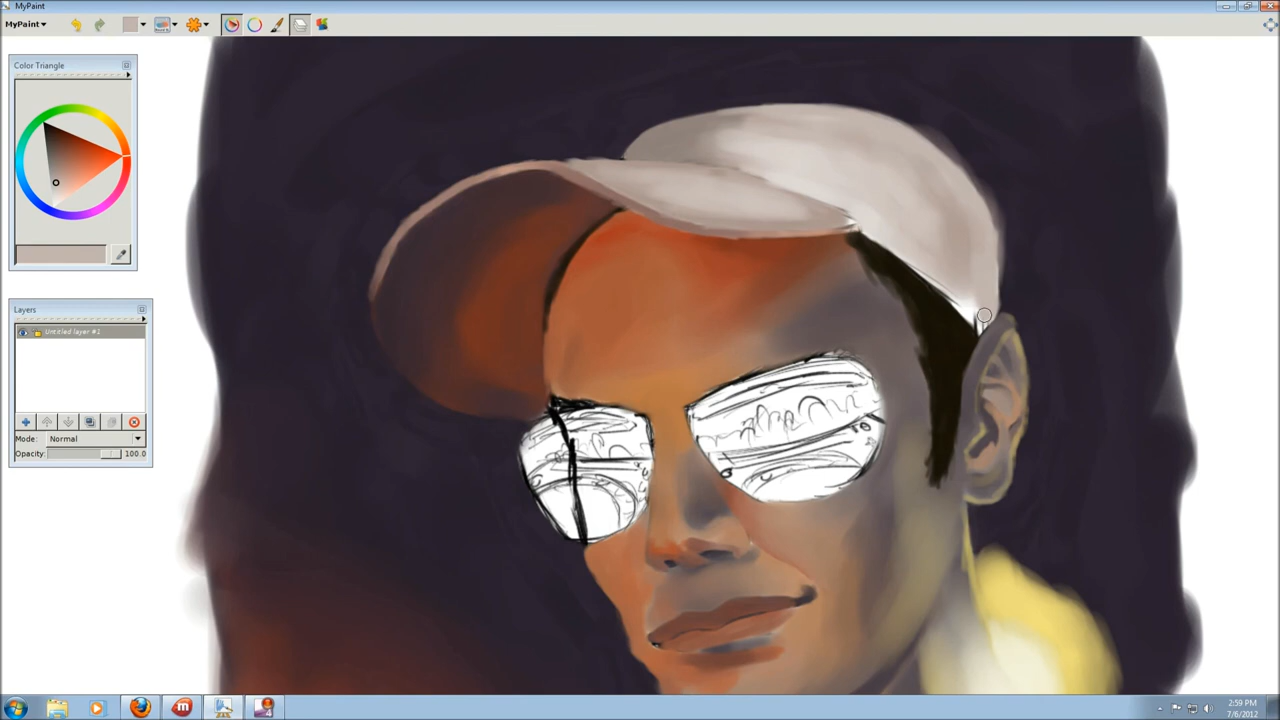 MyPaint
MyPaint
Color Triangle
Layers
Untitled layer #1
Mode: Normal
Opacity: 100.0
2:59 PM
7/6/2012